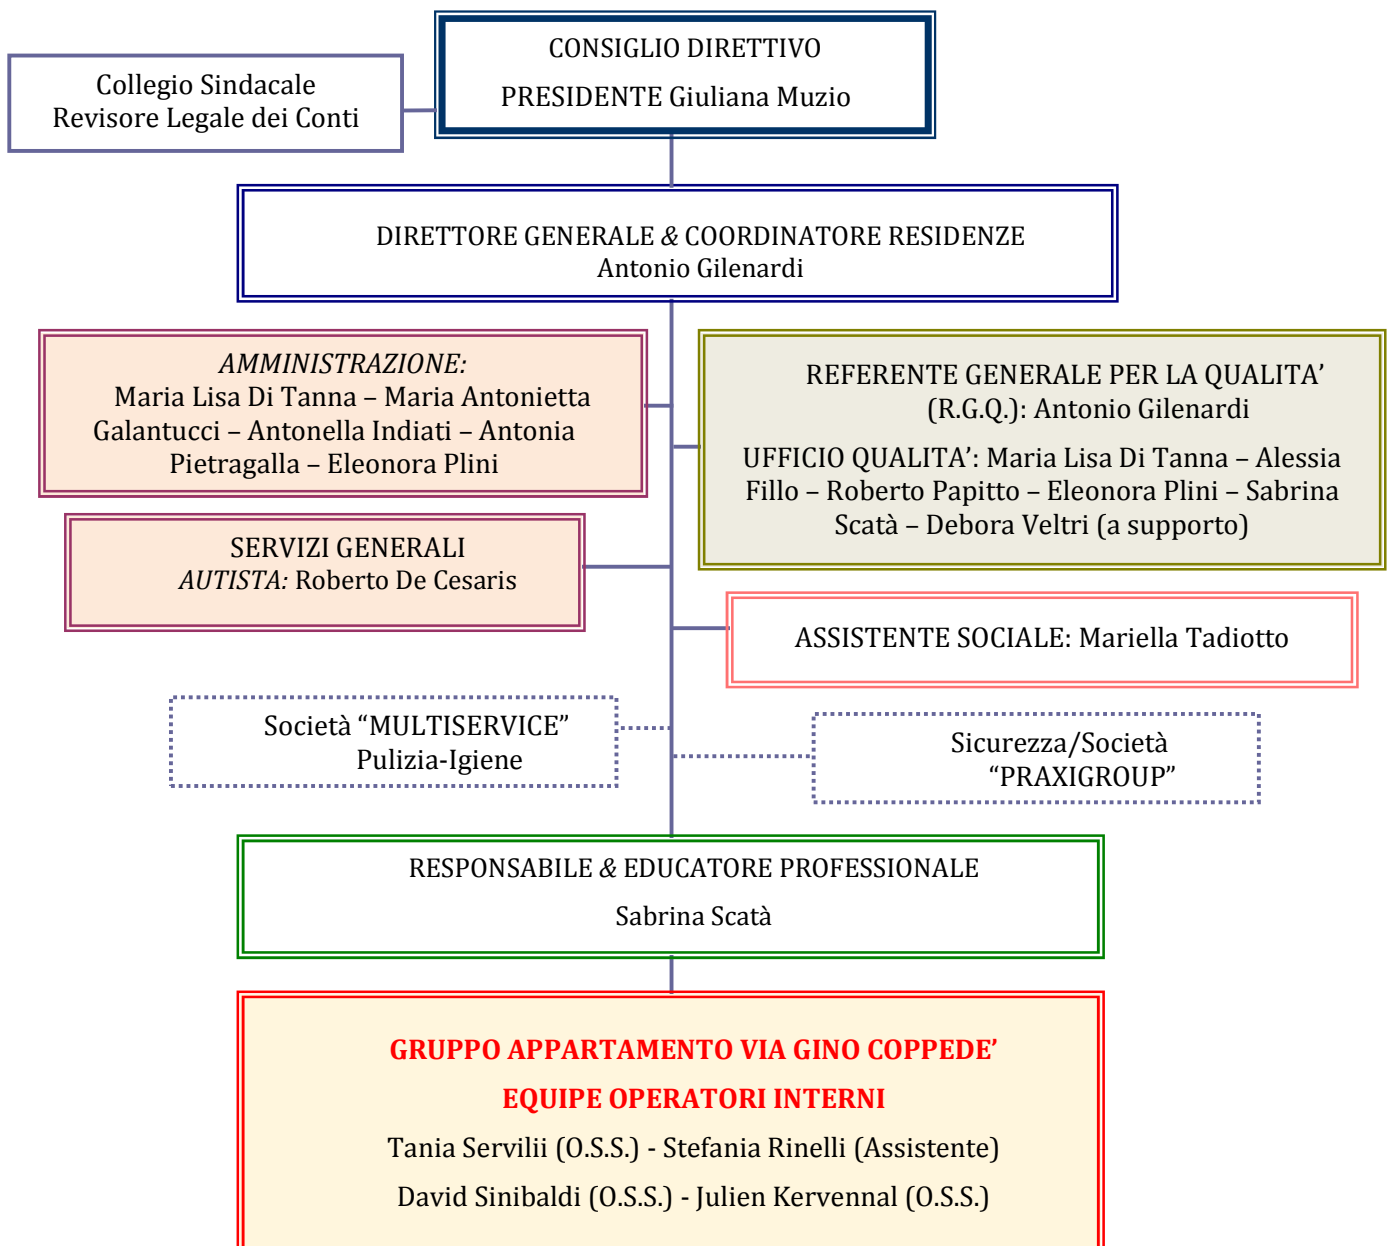 CONSIGLIO DIRETTIVO
PRESIDENTE Giuliana Muzio
Collegio Sindacale
Revisore Legale dei Conti
DIRETTORE GENERALE & COORDINATORE RESIDENZE
Antonio Gilenardi
AMMINISTRAZIONE:
Maria Lisa Di Tanna – Maria Antonietta
Galantucci – Antonella Indiati – Antonia
Pietragalla – Eleonora Plini
REFERENTE GENERALE PER LA QUALITA’
(R.G.Q.): Antonio Gilenardi
UFFICIO QUALITA’: Maria Lisa Di Tanna – Alessia
Fillo – Roberto Papitto – Eleonora Plini – Sabrina
Scatà – Debora Veltri (a supporto)
SERVIZI GENERALI
AUTISTA: Roberto De Cesaris
ASSISTENTE SOCIALE: Mariella Tadiotto
Società “MULTISERVICE”
Pulizia-Igiene
Sicurezza/Società
“PRAXIGROUP”
RESPONSABILE & EDUCATORE PROFESSIONALE
Sabrina Scatà
GRUPPO APPARTAMENTO VIA GINO COPPEDE’
EQUIPE OPERATORI INTERNI
Tania Servilii (O.S.S.) - Stefania Rinelli (Assistente)
David Sinibaldi (O.S.S.) - Julien Kervennal (O.S.S.)